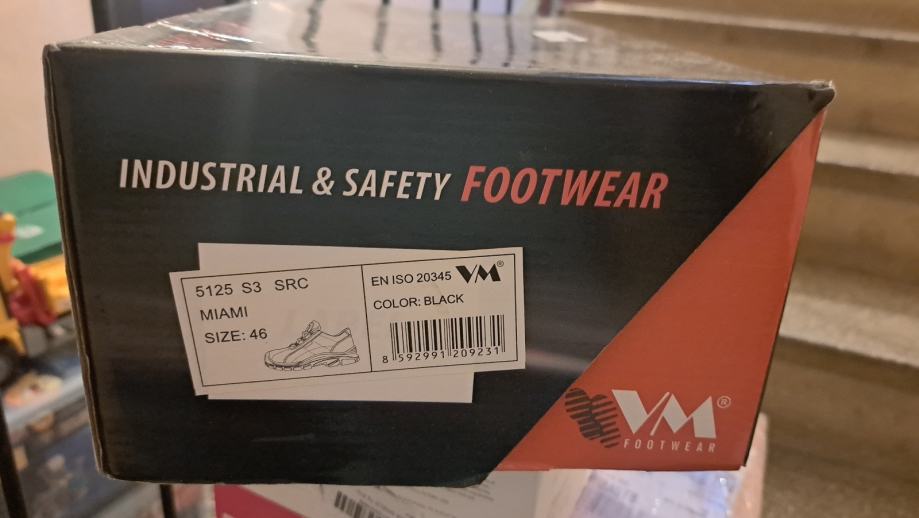 INDUSTRIAL & SAFETY FOOTWEAR
5125 S3 SRC
MIAMI
SIZE: 46
EN ISO 20345 VM®
COLOR: BLACK
8 592991 209231
VM®
FOOTWEAR